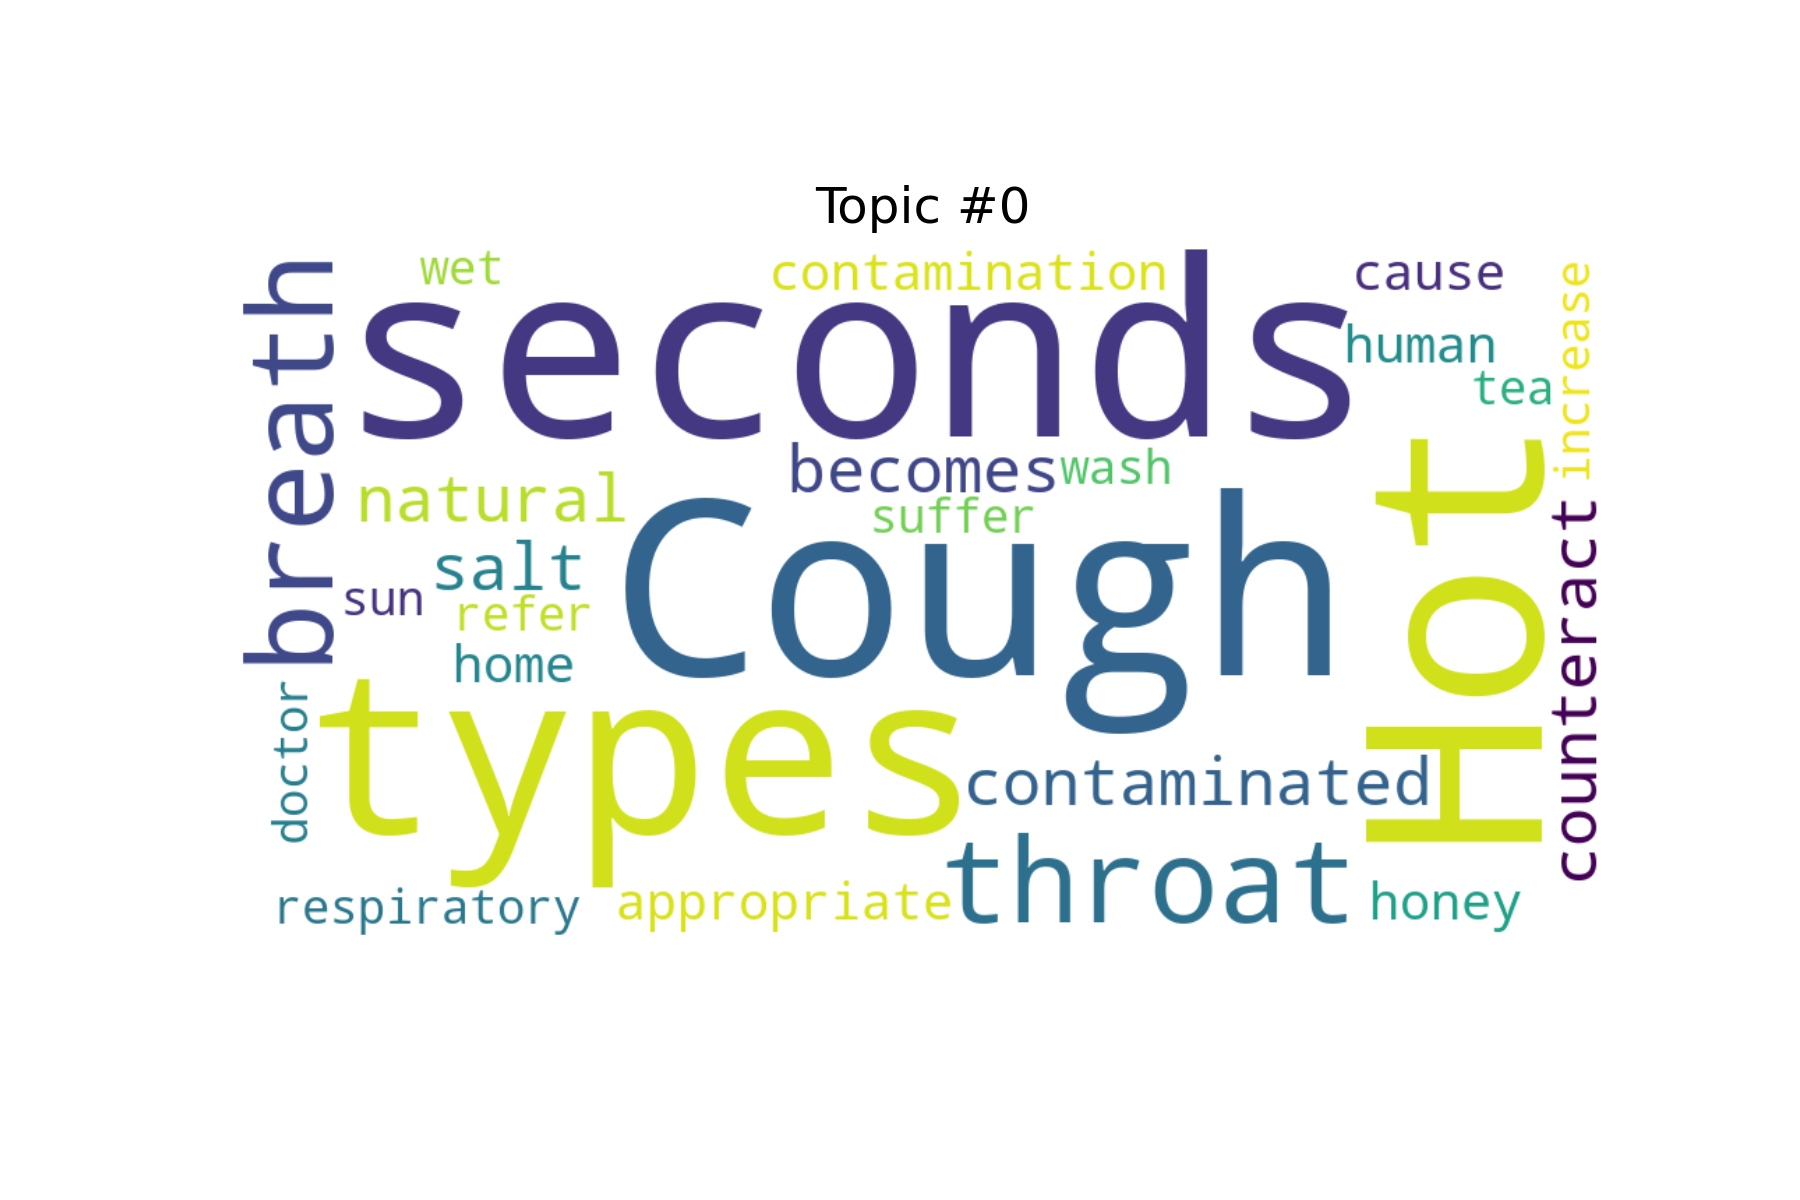 Topic #0
wet
contamination
cause
seconds
breath
human
tea
increase
becomes
wash
natural
suffer
Cough
Hot
salt
sun
refer
home
counteract
types
doctor
contaminated
throat
respiratory
appropriate
honey